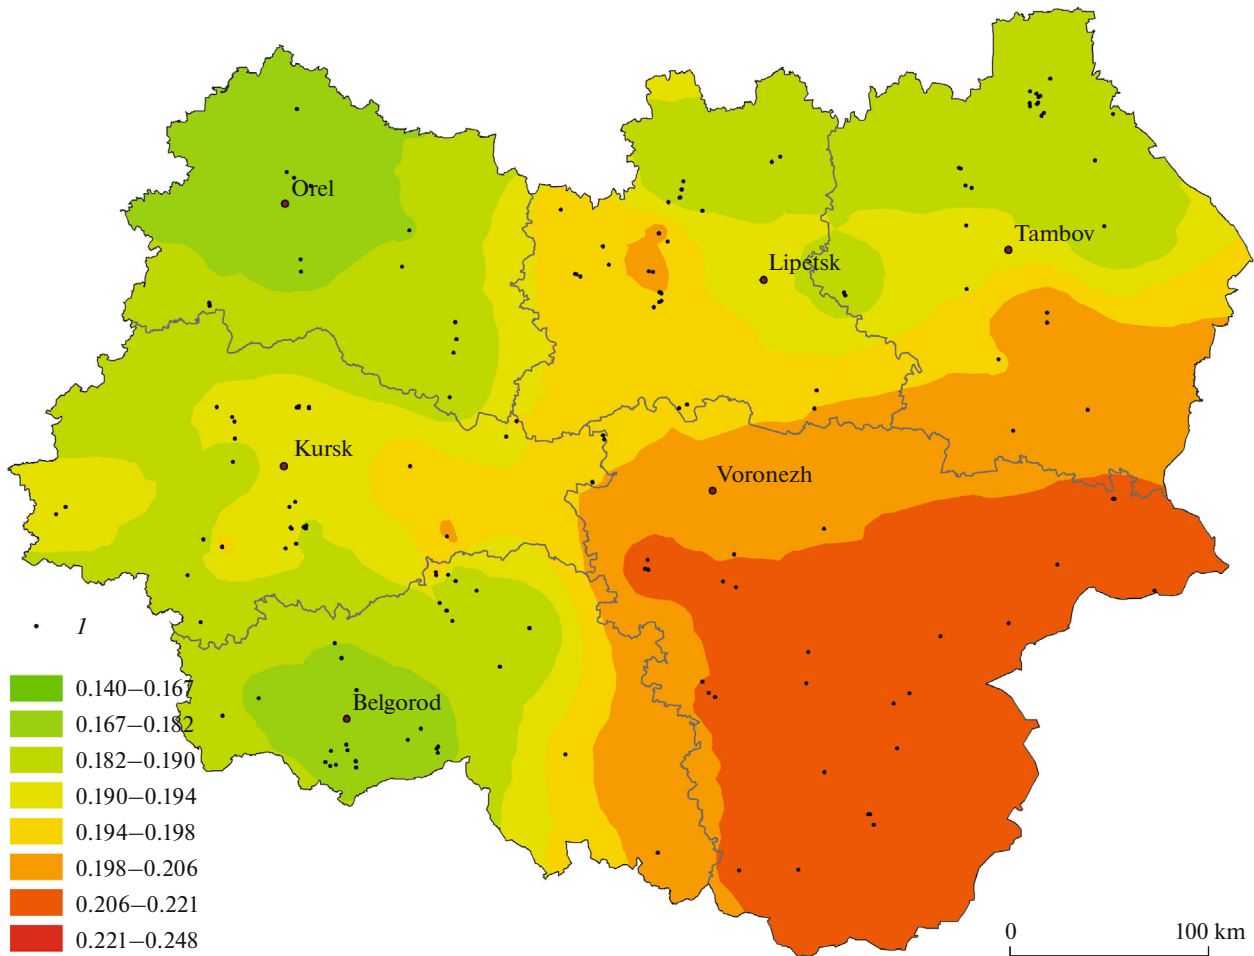 Orel
Tambov
Lipetsk
Kursk
Voronezh
1
Belgorod
0.140–0.167
0.167–0.182
0.182–0.190
0.190–0.194
0.194–0.198
0.198–0.206
0.206–0.221
0.221–0.248
0 100 km